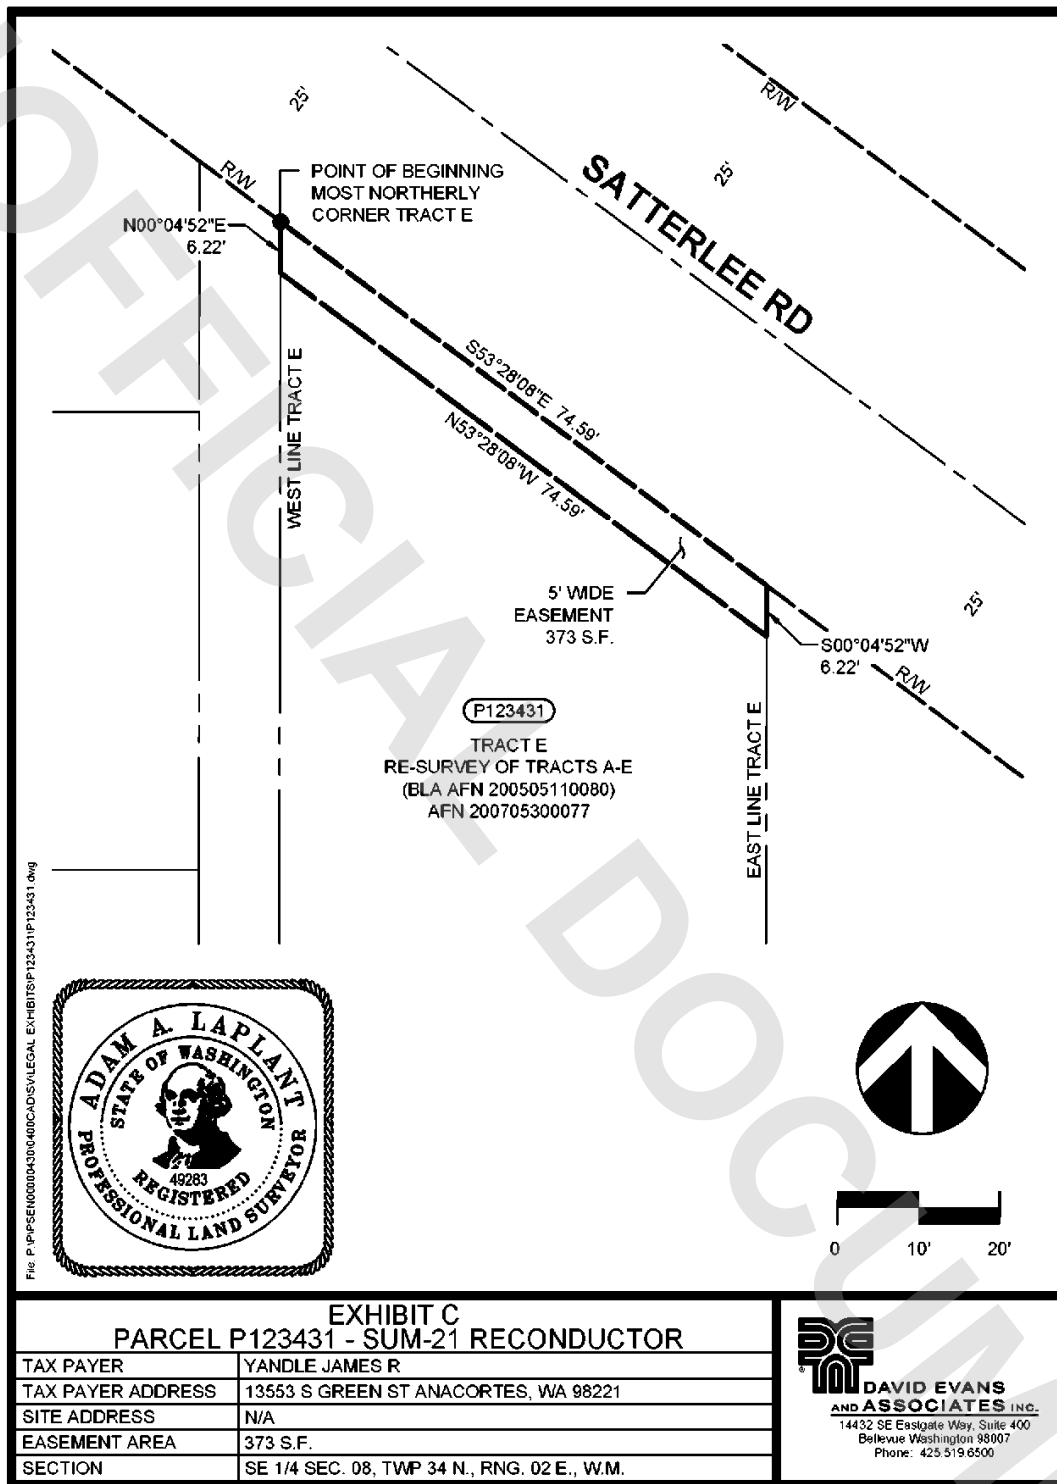 25'
R/W
25'
R/W
POINT OF BEGINNING
MOST NORTHERLY
CORNER TRACT E
N00°04'52"E
6.22'
SATTERLEE RD
WEST LINE TRACT E
S53°28'08"E 74.59'
N53°28'08"W 74.59'
5' WIDE
EASEMENT
373 S.F.
25'
S00°04'52"W
6.22'
R/W
P123431
TRACT E
RE-SURVEY OF TRACTS A-E
(BLA AFN 200505110080)
AFN 200705300077
EAST LINE TRACT E
UNOFFICIAL DOCUMENT
ADAM A. LAPLANT
STATE OF WASHINGTON
49283
REGISTERED
PROFESSIONAL LAND SURVEYOR
0 10' 20'
EXHIBIT C
PARCEL P123431 - SUM-21 RECONDUCTOR
TAX PAYER YANDLE JAMES R
TAX PAYER ADDRESS 13553 S GREEN ST ANACORTES, WA 98221
SITE ADDRESS N/A
EASEMENT AREA 373 S.F.
SECTION SE 1/4 SEC. 08, TWP 34 N., RNG. 02 E., W.M.
DAVID EVANS
AND ASSOCIATES INC.
14432 SE Eastgate Way, Suite 400
Bellevue Washington 98007
Phone: 425.519.6500